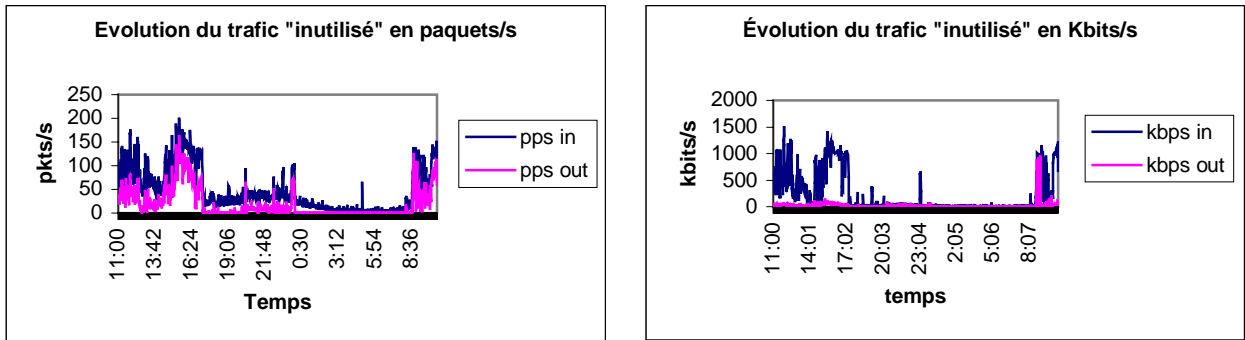 Evolution du trafic "inutilisé" en paquets/s
250
200
150
100
50
0
pkts/s
11:00
13:42
16:24
19:06
21:48
0:30
3:12
5:54
8:36
Temps
pps in
pps out
Évolution du trafic "inutilisé" en Kbits/s
2000
1500
1000
500
0
kbits/s
11:00
14:01
17:02
20:03
23:04
2:05
5:06
8:07
temps
kbps in
kbps out